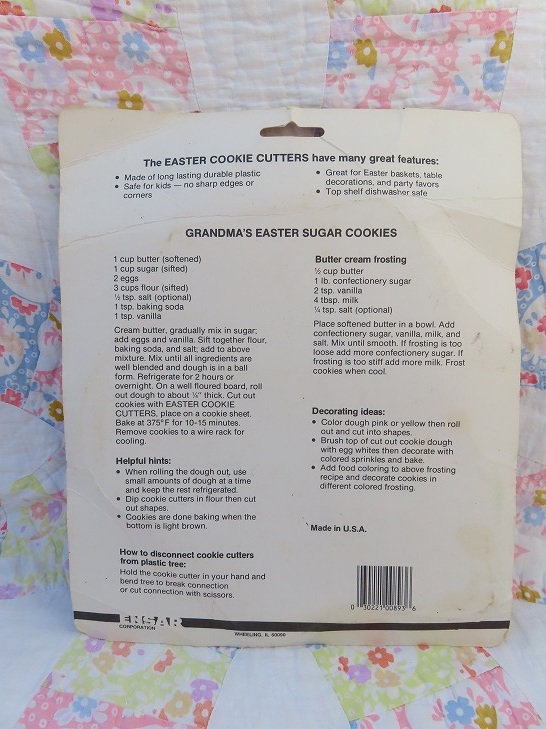 The EASTER COOKIE CUTTERS have many great features:
• Made of long lasting durable plastic
• Safe for kids — no sharp edges or
corners
• Great for Easter baskets, table
decorations, and party favors
• Top shelf dishwasher safe
GRANDMA'S EASTER SUGAR COOKIES
1 cup butter (softened)
1 cup sugar (sifted)
2 eggs
3 cups flour (sifted)
½ tsp. salt (optional)
1 tsp. baking soda
1 tsp. vanilla
Cream butter, gradually mix in sugar;
add eggs and vanilla. Sift together flour,
baking soda, and salt; add to above
mixture. Mix until all ingredients are
well blended and dough is in a ball
form. Refrigerate for 2 hours or
overnight. On a well floured board, roll
out dough to about ¼" thick. Cut out
cookies with EASTER COOKIE
CUTTERS, place on a cookie sheet.
Bake at 375°F for 10-15 minutes.
Remove cookies to a wire rack for
cooling.
Helpful hints:
• When rolling the dough out, use
small amounts of dough at a time
and keep the rest refrigerated.
• Dip cookie cutters in flour then cut
out shapes.
• Cookies are done baking when the
bottom is light brown.
How to disconnect cookie cutters
from plastic tree:
Hold the cookie cutter in your hand and
bend tree to break connection
or cut connection with scissors.
Butter cream frosting
½ cup butter
1 lb. confectionery sugar
2 tsp. vanilla
4 tbsp. milk
¼ tsp. salt (optional)
Place softened butter in a bowl. Add
confectionery sugar, vanilla, milk, and
salt. Mix until smooth. If frosting is too
loose add more confectionery sugar. If
frosting is too stiff add more milk. Frost
cookies when cool.
Decorating ideas:
• Color dough pink or yellow then roll
out and cut into shapes.
• Brush top of cut out cookie dough
with egg whites then decorate with
colored sprinkles and bake.
• Add food coloring to above frosting
recipe and decorate cookies in
different colored frosting.
Made in U.S.A.
0 30221 00893 6
ENSAR
CORPORATION
WHEELING, IL 60090